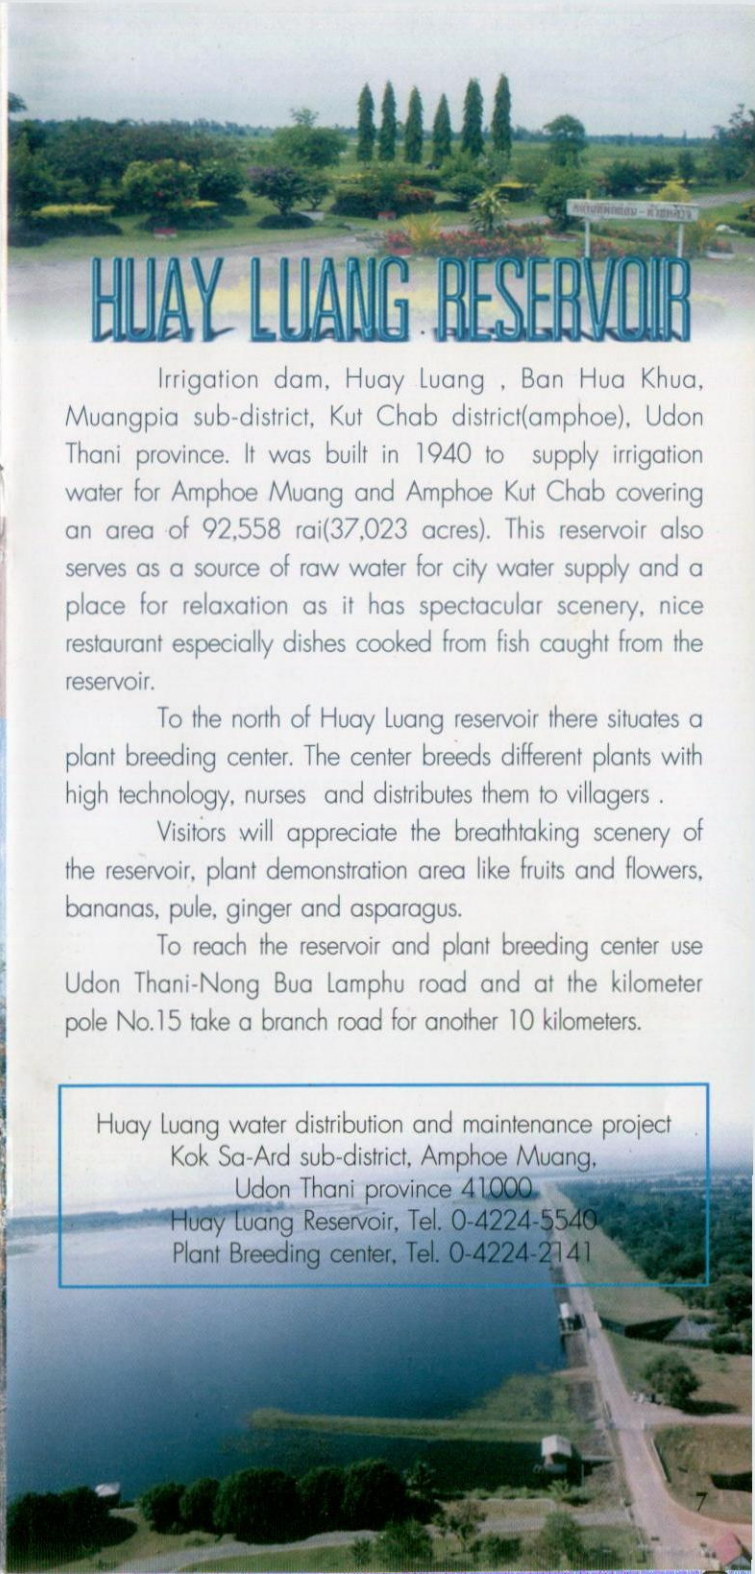 HUAY LUANG RESERVOIR
Irrigation dam, Huay Luang , Ban Hua Khua,
Muangpia sub-district, Kut Chab district(amphoe), Udon
Thani province. It was built in 1940 to supply irrigation
water for Amphoe Muang and Amphoe Kut Chab covering
an area of 92,558 rai(37,023 acres). This reservoir also
serves as a source of raw water for city water supply and a
place for relaxation as it has spectacular scenery, nice
restaurant especially dishes cooked from fish caught from the
reservoir.
To the north of Huay Luang reservoir there situates a
plant breeding center. The center breeds different plants with
high technology, nurses and distributes them to villagers .
Visitors will appreciate the breathtaking scenery of
the reservoir, plant demonstration area like fruits and flowers,
bananas, pule, ginger and asparagus.
To reach the reservoir and plant breeding center use
Udon Thani-Nong Bua Lamphu road and at the kilometer
pole No.15 take a branch road for another 10 kilometers.
Huay Luang water distribution and maintenance project
Kok Sa-Ard sub-district, Amphoe Muang,
Udon Thani province 41000
Huay Luang Reservoir, Tel. 0-4224-5540
Plant Breeding center, Tel. 0-4224-2141
7